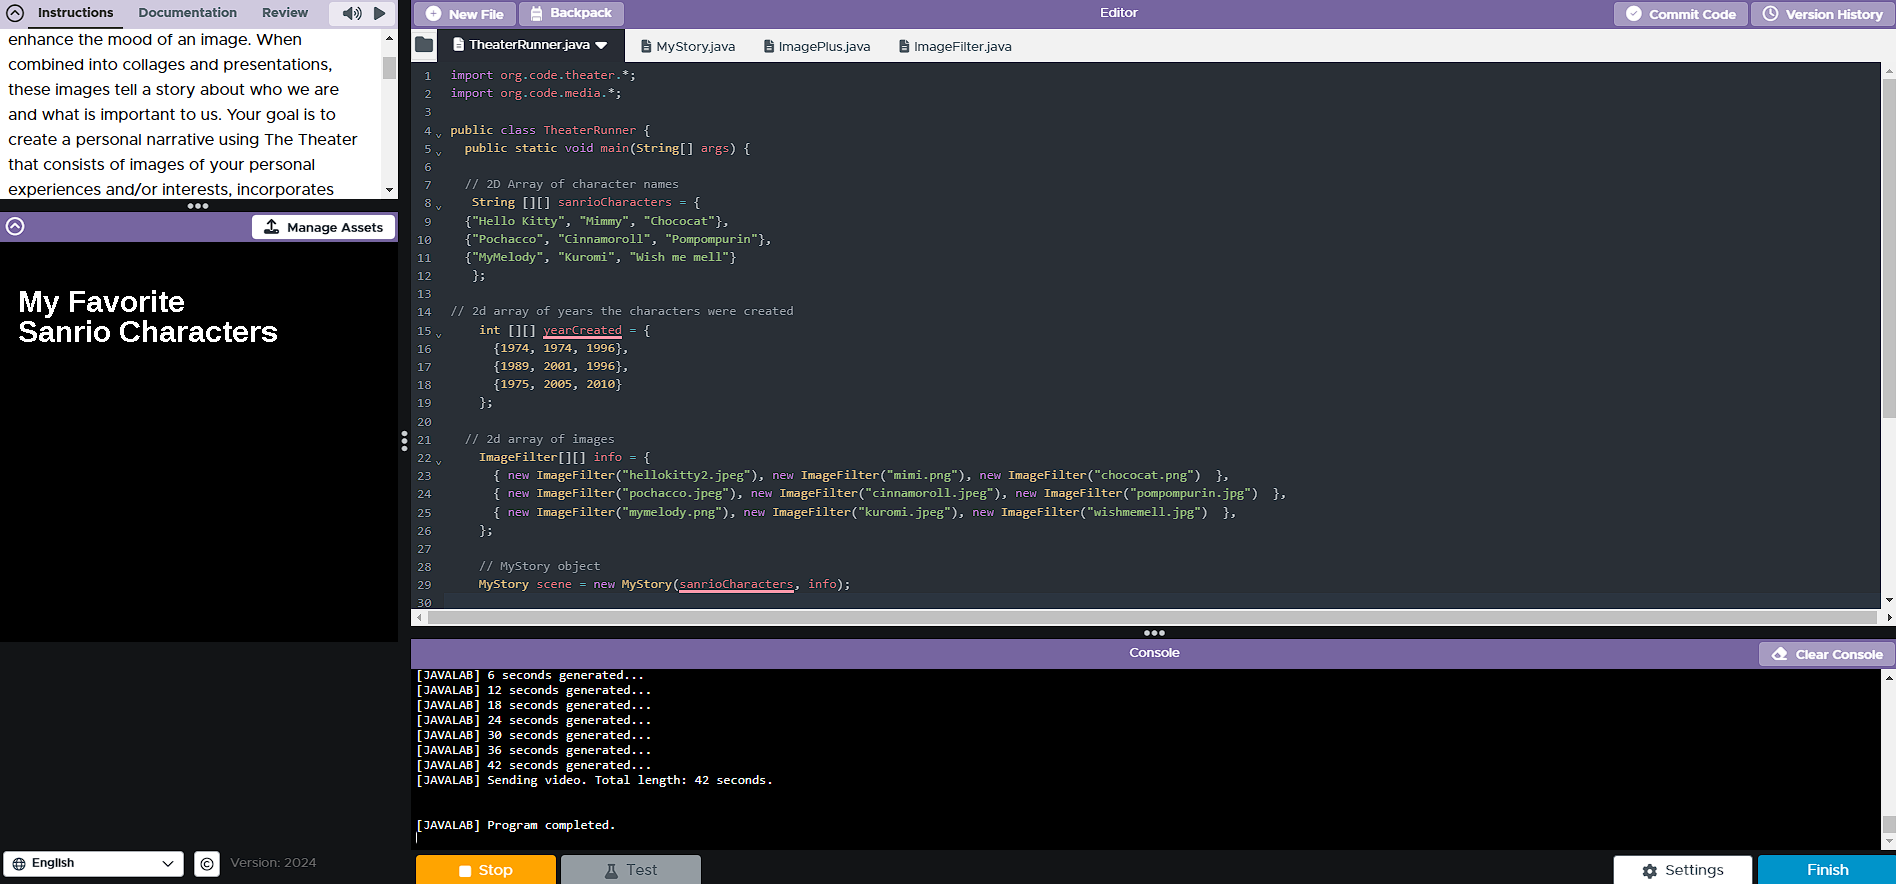 Instructions Documentation Review
enhance the mood of an image. When
combined into collages and presentations,
these images tell a story about who we are
and what is important to us. Your goal is to
create a personal narrative using The Theater
that consists of images of your personal
experiences and/or interests, incorporates
Manage Assets
My Favorite
Sanrio Characters
English
Version: 2024
New File Backpack Editor Commit Code Version History
TheaterRunner.java MyStory.java ImagePlus.java ImageFilter.java
1 import org.code.theater.*;
2 import org.code.media.*;
3
4 public class TheaterRunner {
5 public static void main(String[] args) {
6
7 // 2D Array of character names
8 String [][] sanrioCharacters = {
9 {"Hello Kitty", "Mimmy", "Chococat"},
10 {"Pochacco", "Cinnamoroll", "Pompompurin"},
11 {"MyMelody", "Kuromi", "Wish me mell"}
12 };
13
14 // 2d array of years the characters were created
15 int [][] yearCreated = {
16 {1974, 1974, 1996},
17 {1989, 2001, 1996},
18 {1975, 2005, 2010}
19 };
20
21 // 2d array of images
22 ImageFilter[][] info = {
23 { new ImageFilter("hellokitty2.jpeg"), new ImageFilter("mimi.png"), new ImageFilter("chococat.png") },
24 { new ImageFilter("pochacco.jpeg"), new ImageFilter("cinnamoroll.jpeg"), new ImageFilter("pompompurin.jpg") },
25 { new ImageFilter("mymelody.png"), new ImageFilter("kuromi.jpeg"), new ImageFilter("wishmemell.jpg") },
26 };
27
28 // MyStory object
29 MyStory scene = new MyStory(sanrioCharacters, info);
30
Console
Clear Console
[JAVALAB] 6 seconds generated...
[JAVALAB] 12 seconds generated...
[JAVALAB] 18 seconds generated...
[JAVALAB] 24 seconds generated...
[JAVALAB] 30 seconds generated...
[JAVALAB] 36 seconds generated...
[JAVALAB] 42 seconds generated...
[JAVALAB] Sending video. Total length: 42 seconds.
[JAVALAB] Program completed.
Stop Test Settings Finish